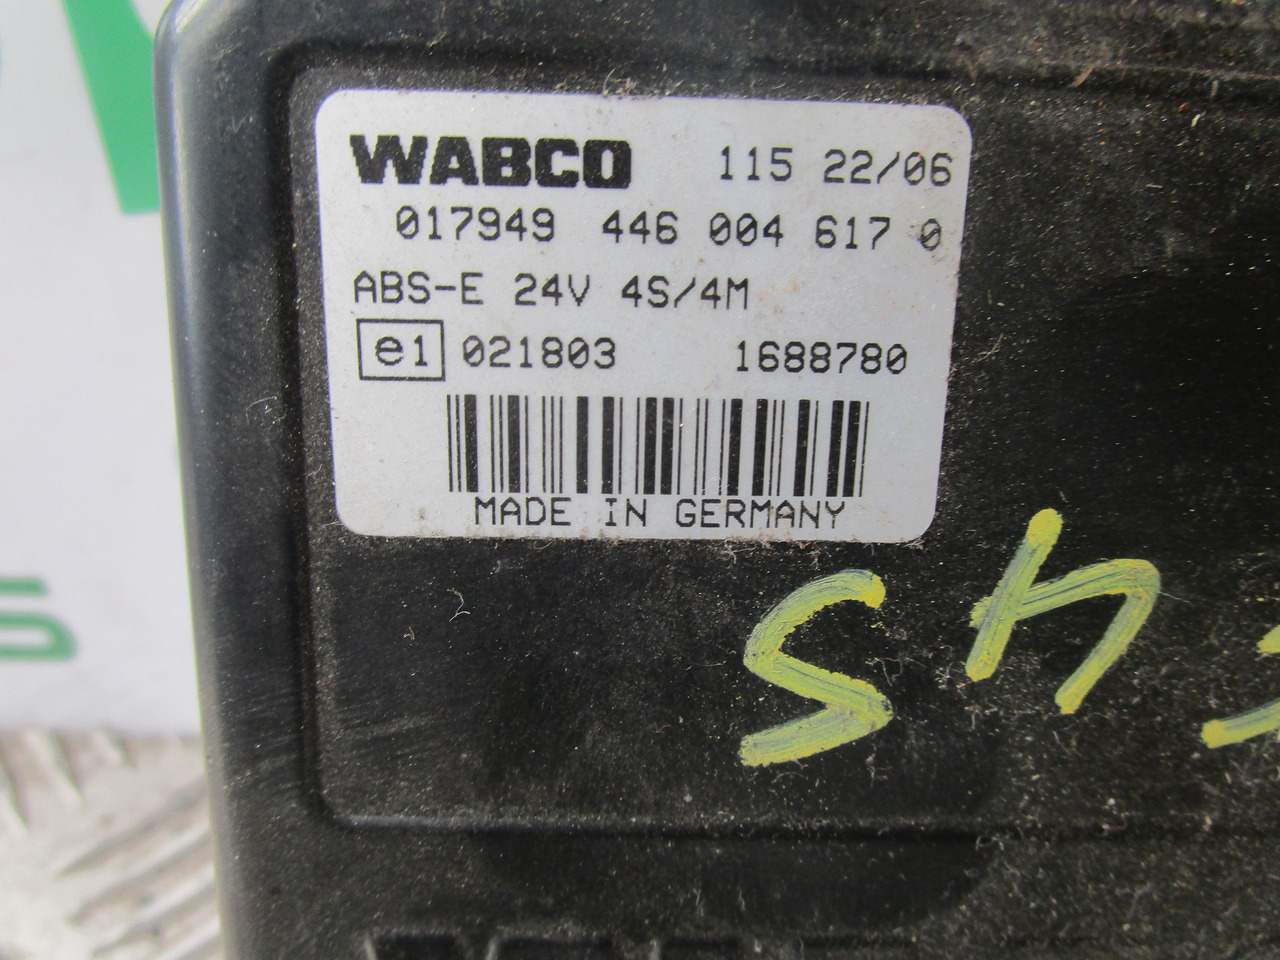 WABCO 115 22/06
017949 446 004 617 0
ABS-E 24V 4S/4M
e1 021803 1688780
MADE IN GERMANY